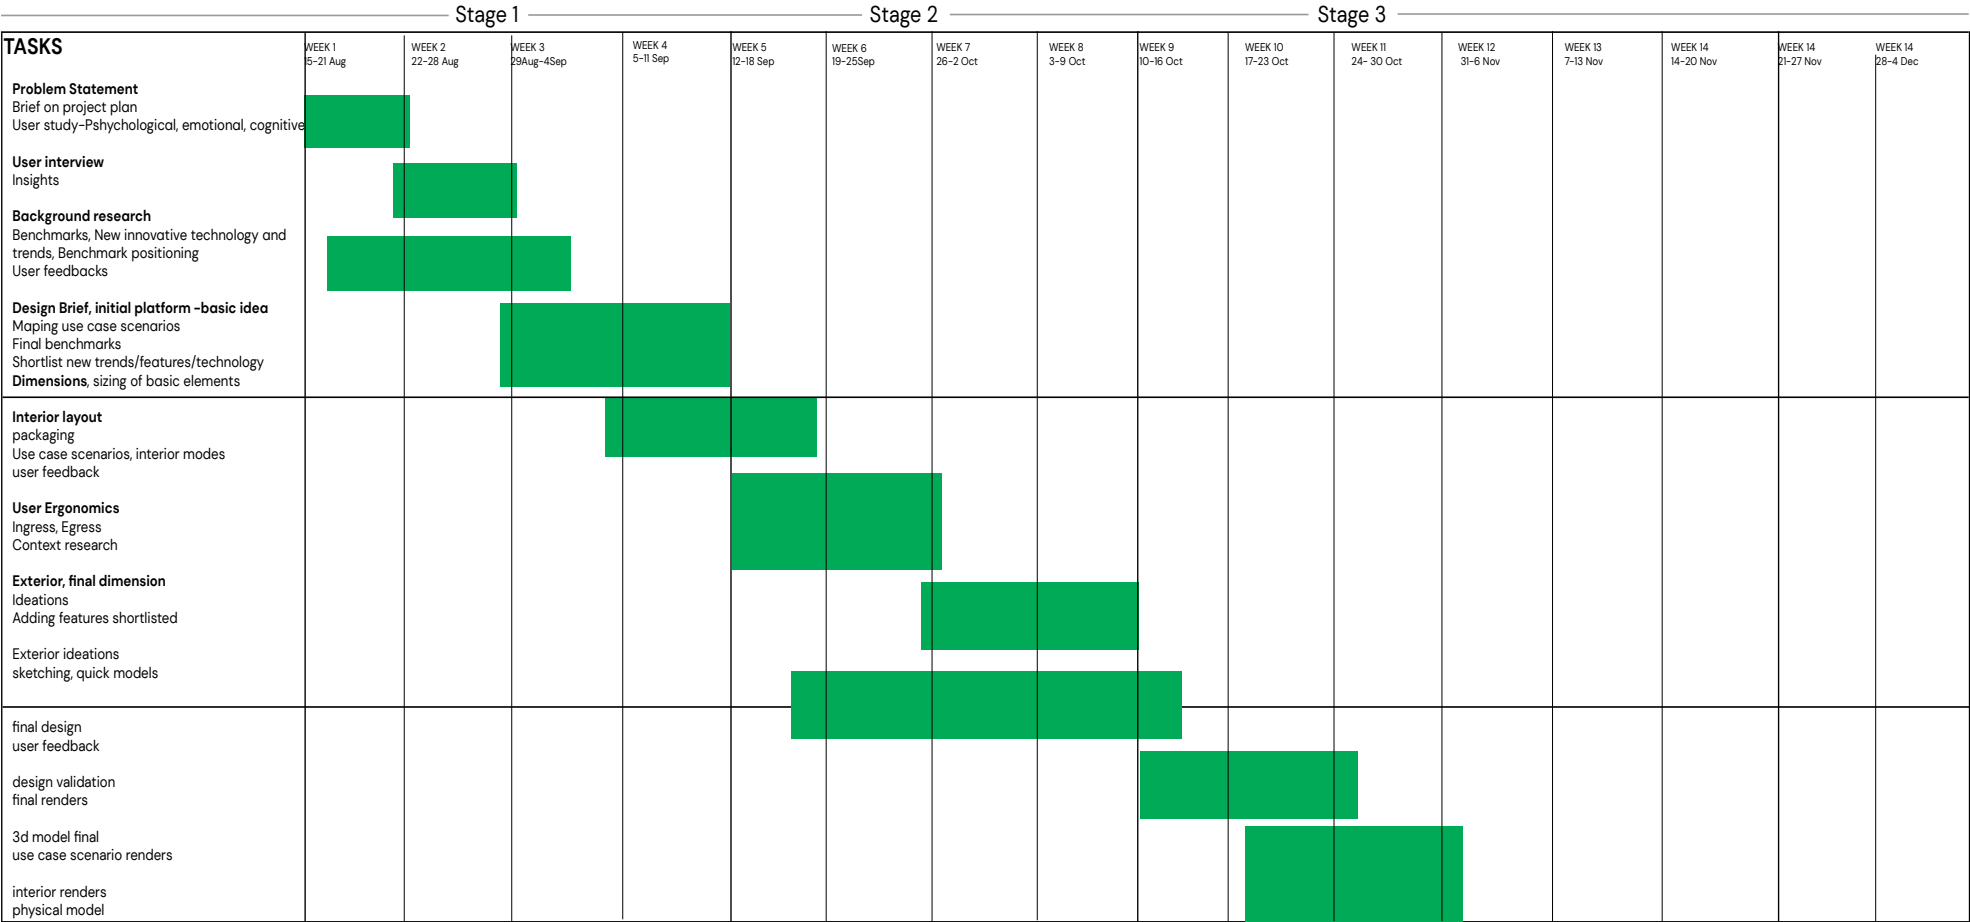 Stage 1
Stage 2
Stage 3
TASKS
WEEK 1
15-21 Aug
WEEK 2
22-28 Aug
WEEK 3
29Aug-4Sep
WEEK 4
5-11 Sep
WEEK 5
12-18 Sep
WEEK 6
19-25Sep
WEEK 7
26-2 Oct
WEEK 8
3-9 Oct
WEEK 9
10-16 Oct
WEEK 10
17-23 Oct
WEEK 11
24- 30 Oct
WEEK 12
31-6 Nov
WEEK 13
7-13 Nov
WEEK 14
14-20 Nov
WEEK 14
21-27 Nov
WEEK 14
28-4 Dec
Problem Statement
Brief on project plan
User study-Pshychological, emotional, cognitive
User interview
Insights
Background research
Benchmarks, New innovative technology and
trends, Benchmark positioning
User feedbacks
Design Brief, initial platform -basic idea
Maping use case scenarios
Final benchmarks
Shortlist new trends/features/technology
Dimensions, sizing of basic elements
Interior layout
packaging
Use case scenarios, interior modes
user feedback
User Ergonomics
Ingress, Egress
Context research
Exterior, final dimension
Ideations
Adding features shortlisted
Exterior ideations
sketching, quick models
final design
user feedback
design validation
final renders
3d model final
use case scenario renders
interior renders
physical model